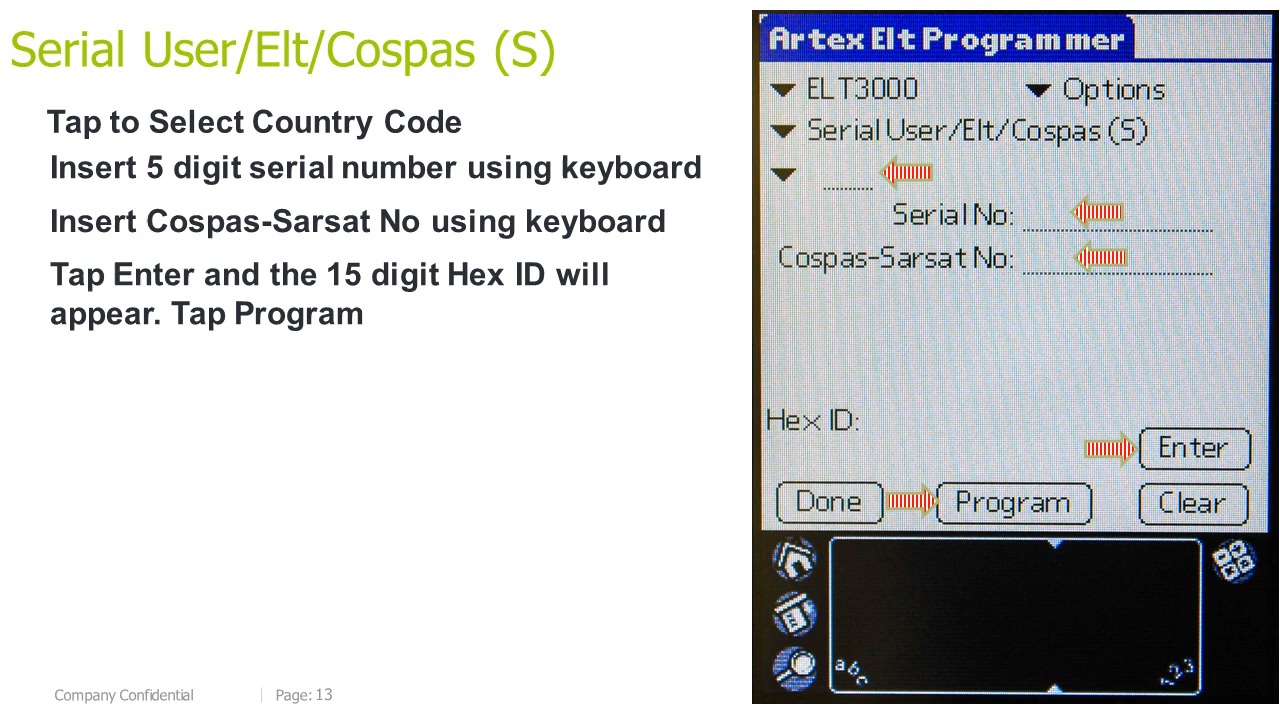 Serial User/Elt/Cospas (S)
Tap to Select Country Code
Insert 5 digit serial number using keyboard
Insert Cospas-Sarsat No using keyboard
Tap Enter and the 15 digit Hex ID will
appear. Tap Program
Company Confidential | Page: 13
Artex Elt Programmer
ELT3000 Options
Serial User/Elt/Cospas (S)
Serial No:
Cospas-Sarsat No:
Hex ID:
Enter
Done Program Clear
abc 123